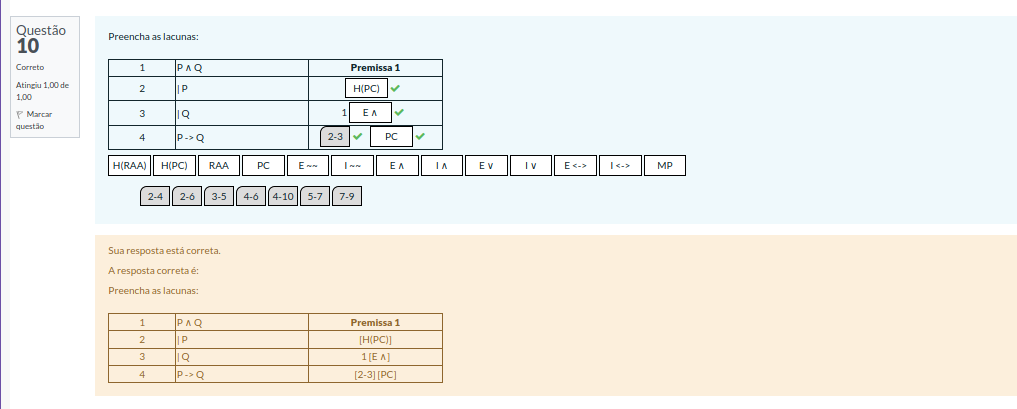 Questão
10
Correto
Atingiu 1,00 de
1,00
Marcar
questão
Preencha as lacunas:
1 P ∧ Q Premissa 1
2 | P H(PC)
3 | Q 1 E ∧
4 P -> Q 2-3 PC
H(RAA) H(PC) RAA PC E ~~ I ~~ E ∧ I ∧ E ∨ I ∨ E <-> I <-> MP
2-4 2-6 3-5 4-6 4-10 5-7 7-9
Sua resposta está correta.
A resposta correta é:
Preencha as lacunas:
1 P ∧ Q Premissa 1
2 | P [H(PC)]
3 | Q 1 [E ∧]
4 P -> Q [2-3] [PC]